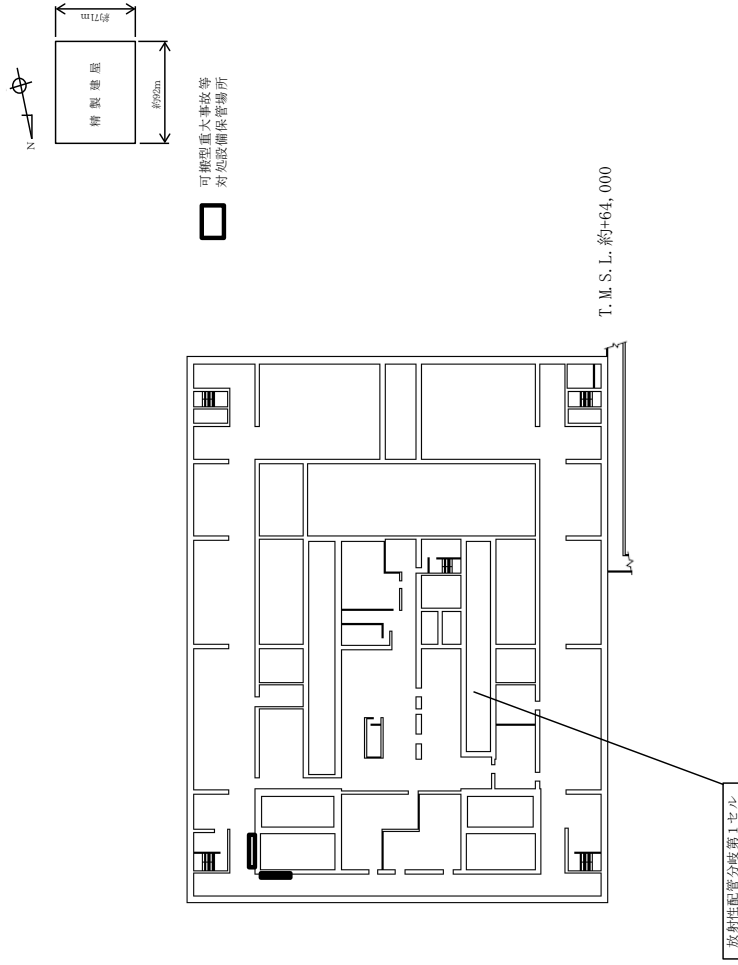 約71m
精製建屋
約92m
N
可搬型重大事故等
対処設備保管場所
T.M.S.L.約+64,000
放射性配管分岐第1セル